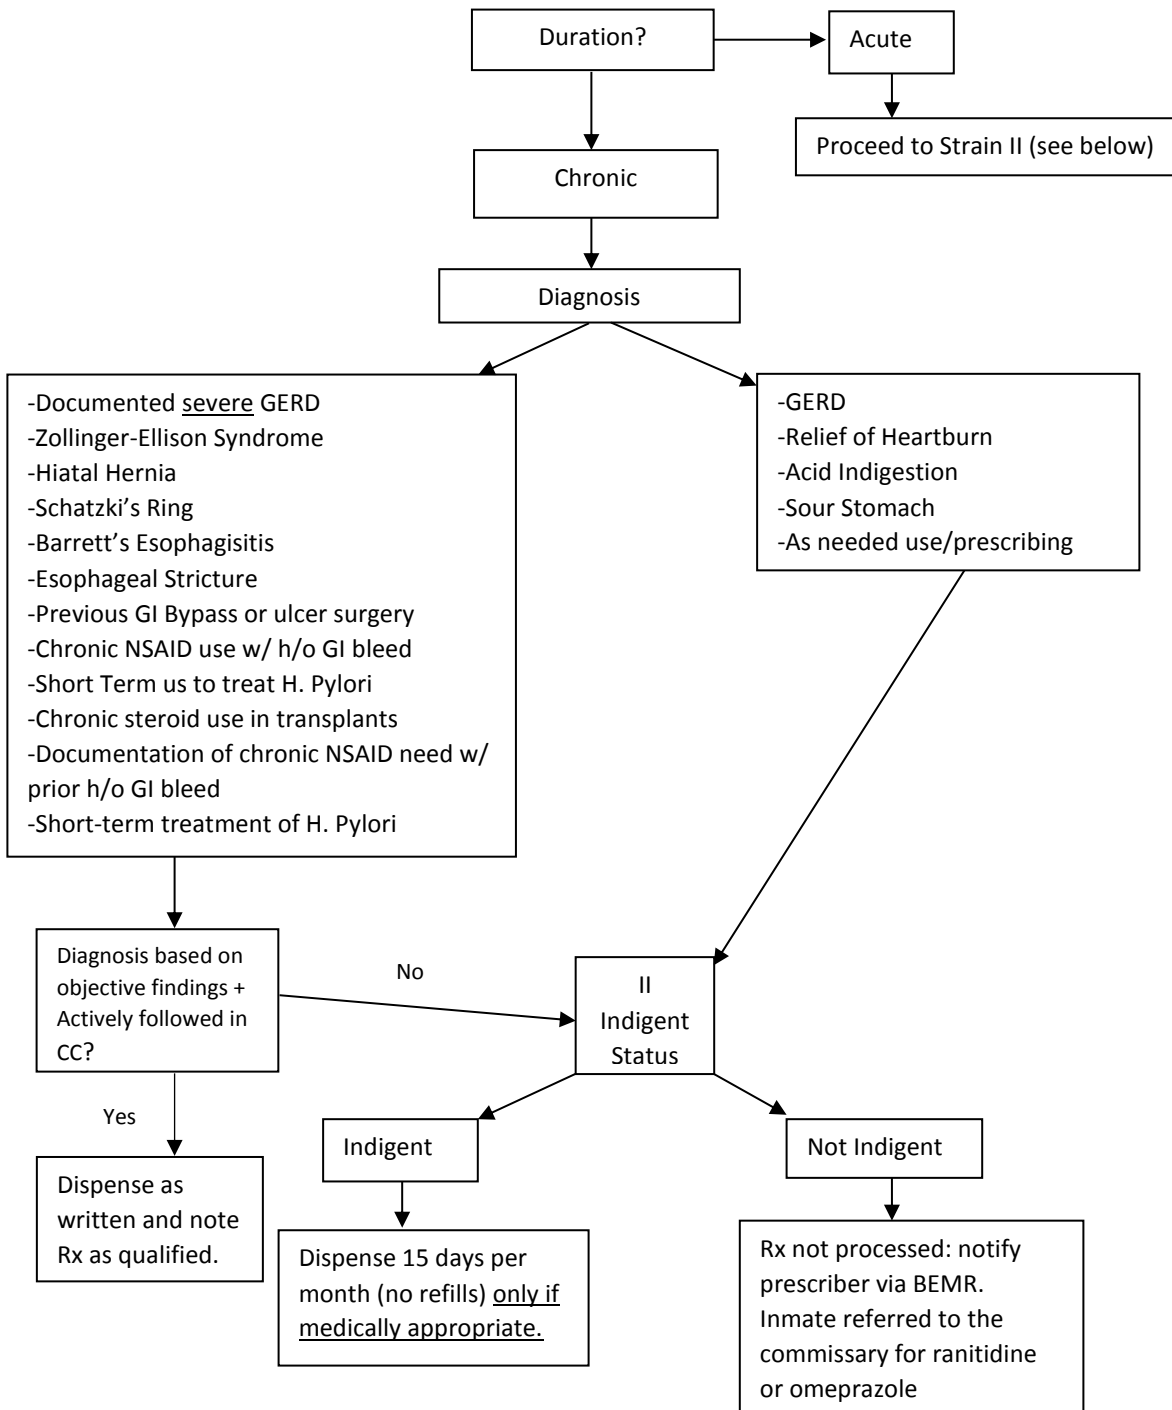 Duration?
Acute
Proceed to Strain II (see below)
Chronic
Diagnosis
-Documented severe GERD
-Zollinger-Ellison Syndrome
-Hiatal Hernia
-Schatzki’s Ring
-Barrett’s Esophagisitis
-Esophageal Stricture
-Previous GI Bypass or ulcer surgery
-Chronic NSAID use w/ h/o GI bleed
-Short Term us to treat H. Pylori
-Chronic steroid use in transplants
-Documentation of chronic NSAID need w/
prior h/o GI bleed
-Short-term treatment of H. Pylori
-GERD
-Relief of Heartburn
-Acid Indigestion
-Sour Stomach
-As needed use/prescribing
Diagnosis based on
objective findings +
Actively followed in
CC?
No
II
Indigent
Status
Yes
Indigent
Not Indigent
Dispense as
written and note
Rx as qualified.
Dispense 15 days per
month (no refills) only if
medically appropriate.
Rx not processed: notify
prescriber via BEMR.
Inmate referred to the
commissary for ranitidine
or omeprazole